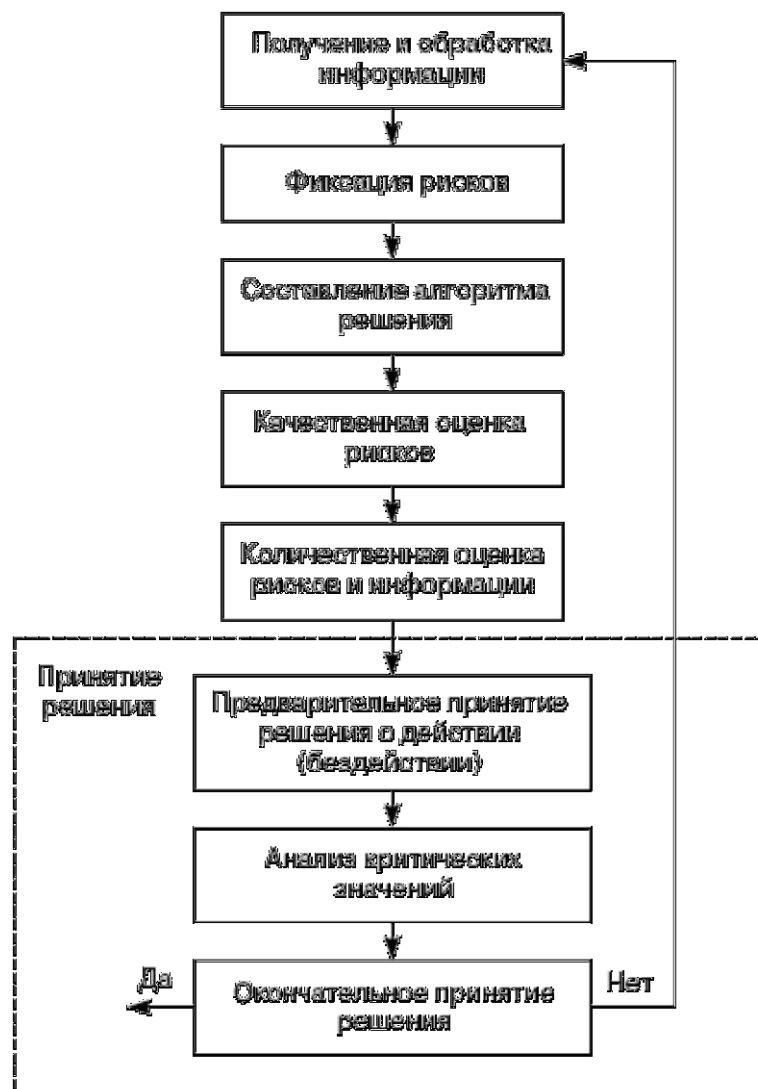 Получение и обработка
информации
Фиксация рисков
Составление алгоритма
решения
Качественная оценка
рисков
Количественная оценка
рисков и информации
Принятие
решения
Предварительное принятие
решения о действии
(бездействии)
Анализ критических
значений
Да
Окончательное принятие
решения
Нет